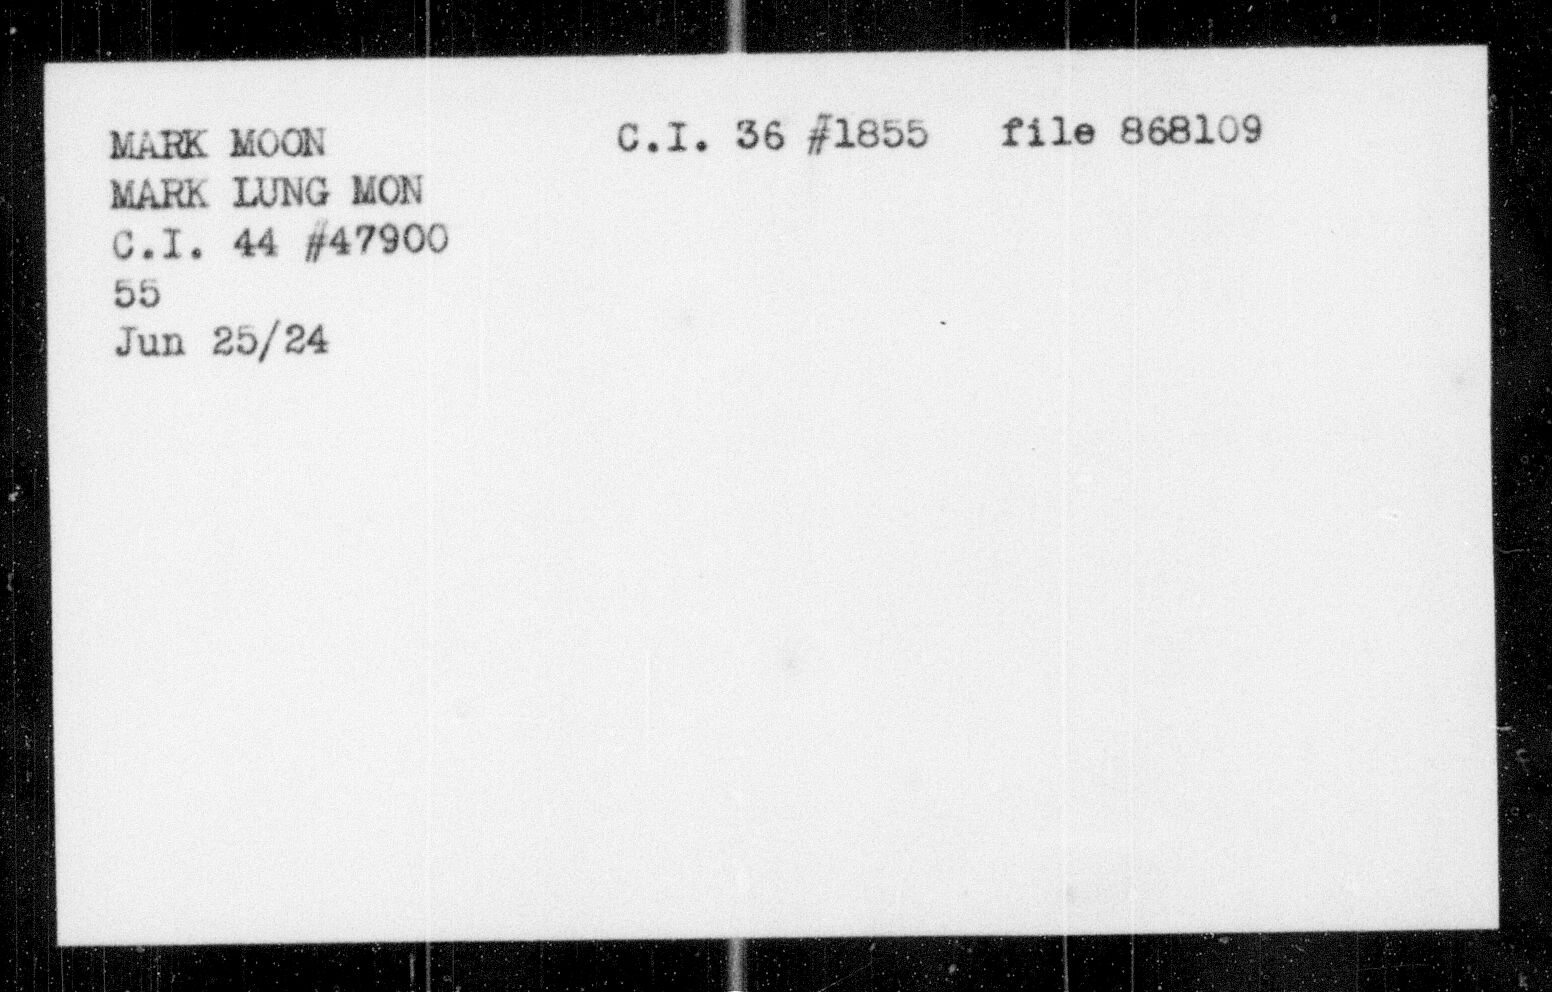 MARK MOON C.I. 36 #1855 file 868109
MARK LUNG MON
C.I. 44 #47900
55
Jun 25/24